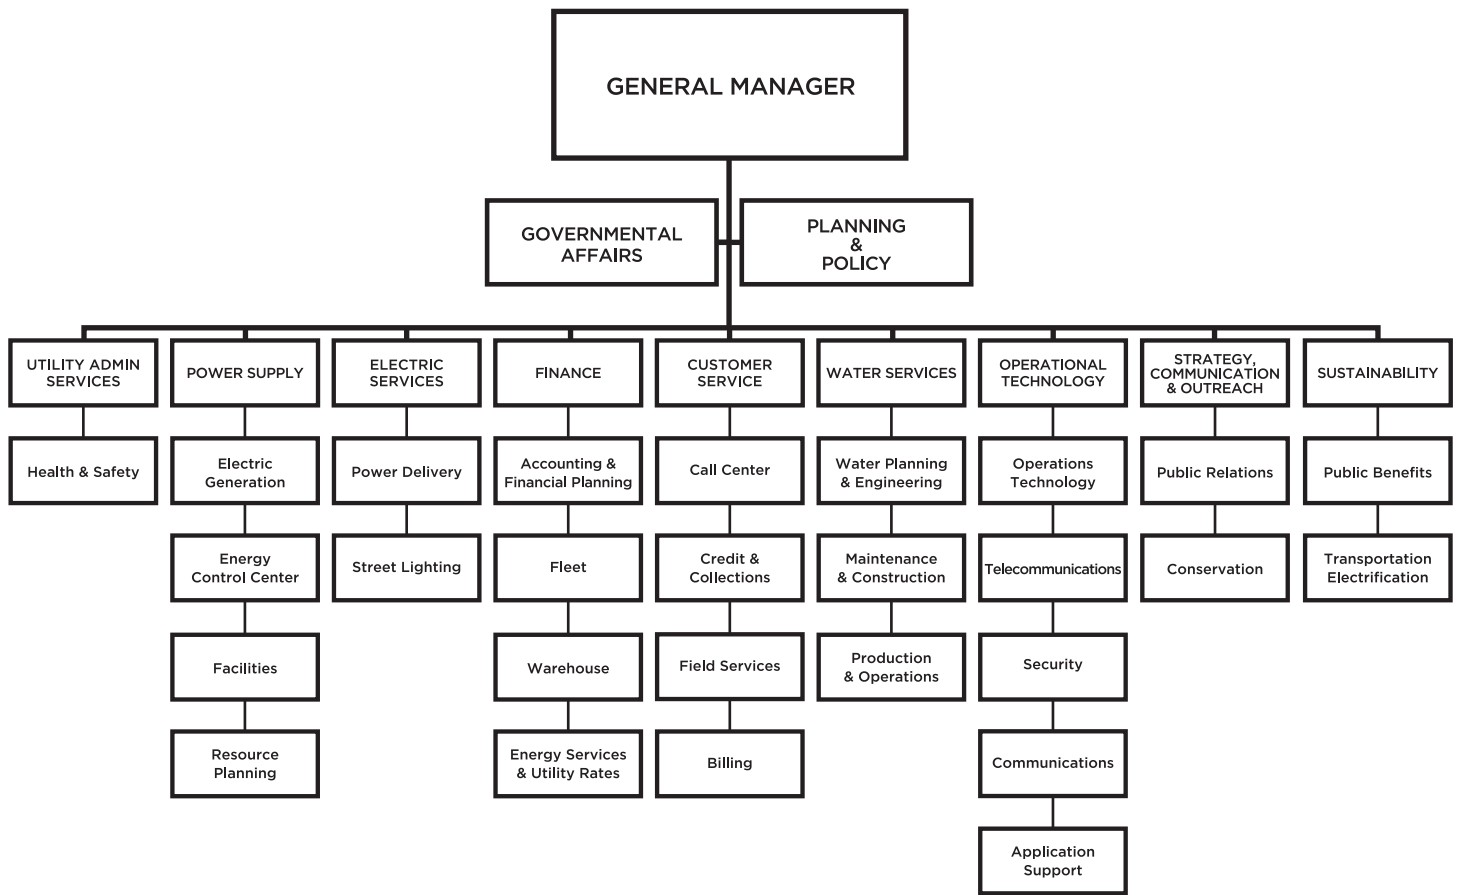 GENERAL MANAGER
GOVERNMENTAL
AFFAIRS
PLANNING
&
POLICY
UTILITY ADMIN
SERVICES
POWER SUPPLY
ELECTRIC
SERVICES
FINANCE
CUSTOMER
SERVICE
WATER SERVICES
OPERATIONAL
TECHNOLOGY
STRATEGY,
COMMUNICATION
& OUTREACH
SUSTAINABILITY
Health & Safety
Electric
Generation
Power Delivery
Accounting &
Financial Planning
Call Center
Water Planning
& Engineering
Operations
Technology
Public Relations
Public Benefits
Energy
Control Center
Street Lighting
Fleet
Credit &
Collections
Maintenance
& Construction
Telecommunications
Conservation
Transportation
Electrification
Facilities
Warehouse
Field Services
Production
& Operations
Security
Resource
Planning
Energy Services
& Utility Rates
Billing
Communications
Application
Support